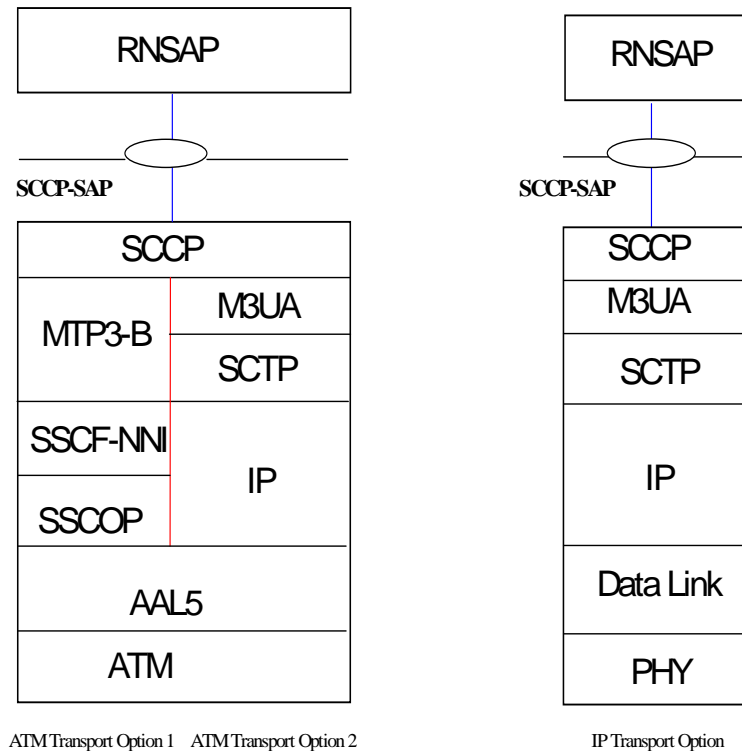 RNSAP
SCCP-SAP
SCCP
MTP3-B
M3UA
SCTP
SSCF-NNI
SSCOP
IP
AAL5
ATM
ATM Transport Option 1
ATM Transport Option 2
RNSAP
SCCP-SAP
SCCP
M3UA
SCTP
IP
Data Link
PHY
IP Transport Option